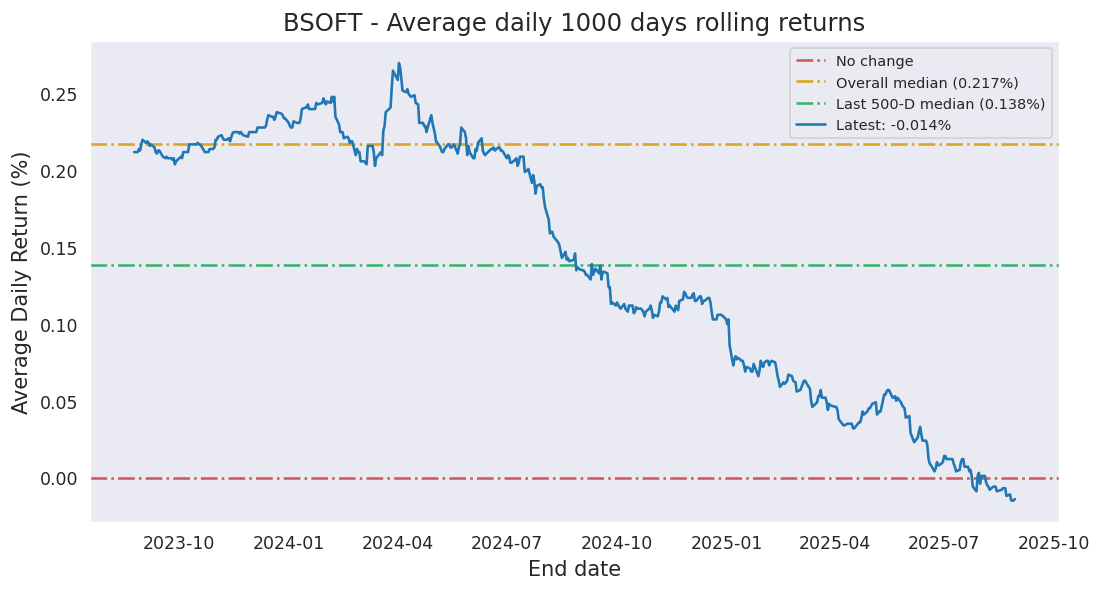 BSOFT - Average daily 1000 days rolling returns
No change
Overall median (0.217%)
Last 500-D median (0.138%)
Latest: -0.014%
Average Daily Return (%)
0.25
0.20
0.15
0.10
0.05
0.00
2023-10 2024-01 2024-04 2024-07 2024-10 2025-01 2025-04 2025-07 2025-10
End date